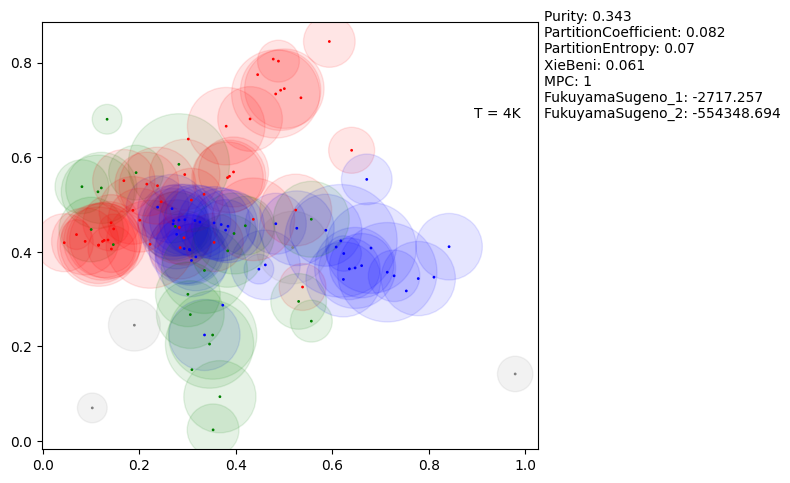 Purity: 0.343
PartitionCoefficient: 0.082
PartitionEntropy: 0.07
XieBeni: 0.061
MPC: 1
FukuyamaSugeno_1: -2717.257
FukuyamaSugeno_2: -554348.694
T = 4K
0.8
0.6
0.4
0.2
0.0
0.0 0.2 0.4 0.6 0.8 1.0